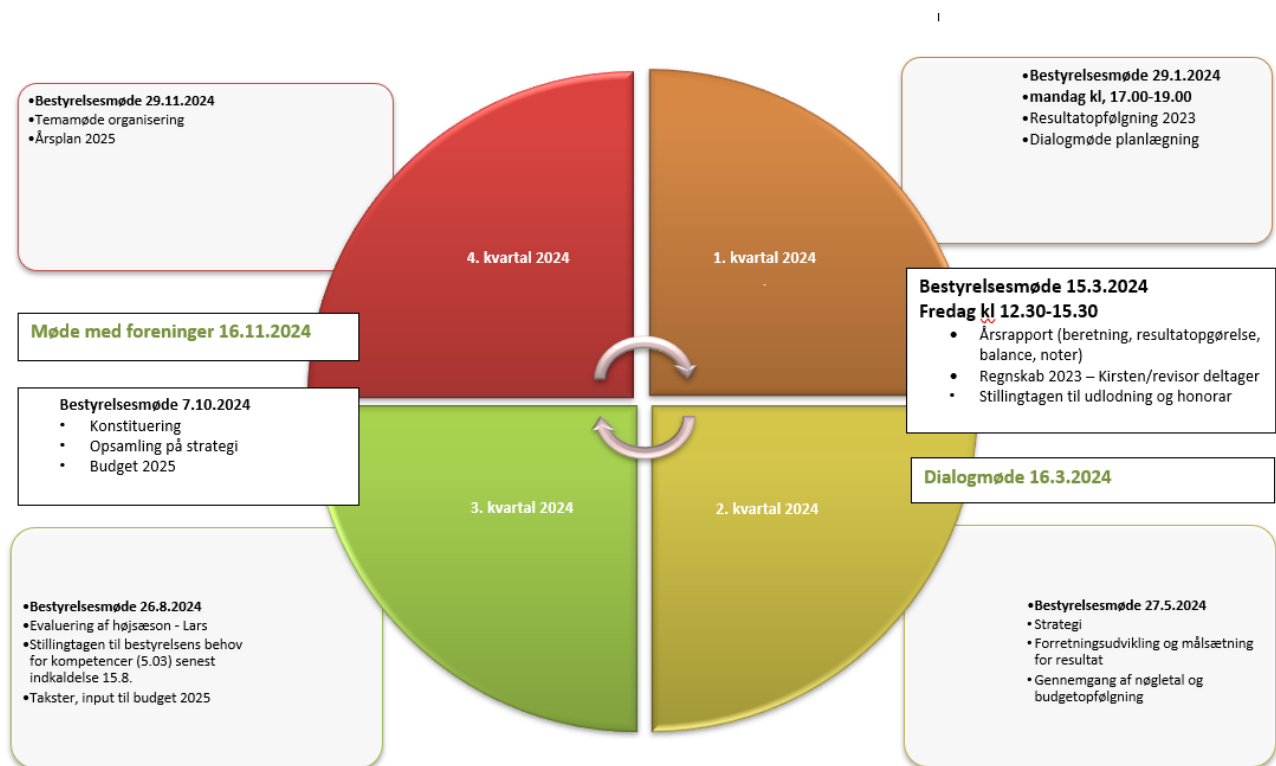 Bestyrelsesmøde 29.11.2024
•Temamøde organisering
•Årsplan 2025
•Bestyrelsesmøde 29.1.2024
•mandag kl, 17.00-19.00
•Resultatopfølgning 2023
•Dialogmøde planlægning
4. kvartal 2024
1. kvartal 2024
.
Bestyrelsesmøde 15.3.2024
Fredag kl 12.30-15.30
• Årsrapport (beretning, resultatopgørelse,
balance, noter)
• Regnskab 2023 – Kirsten/revisor deltager
• Stillingtagen til udlodning og honorar
Møde med foreninger 16.11.2024
Bestyrelsesmøde 7.10.2024
• Konstituering
• Opsamling på strategi
• Budget 2025
Dialogmøde 16.3.2024
3. kvartal 2024
2. kvartal 2024
•Bestyrelsesmøde 26.8.2024
•Evaluering af højsæson - Lars
•Stillingtagen til bestyrelsens behov
for kompetencer (5.03) senest
indkaldelse 15.8.
•Takster, input til budget 2025
•Bestyrelsesmøde 27.5.2024
•Strategi
•Forretningsudvikling og målsætning
for resultat
•Gennemgang af nøgletal og
budgetopfølgning